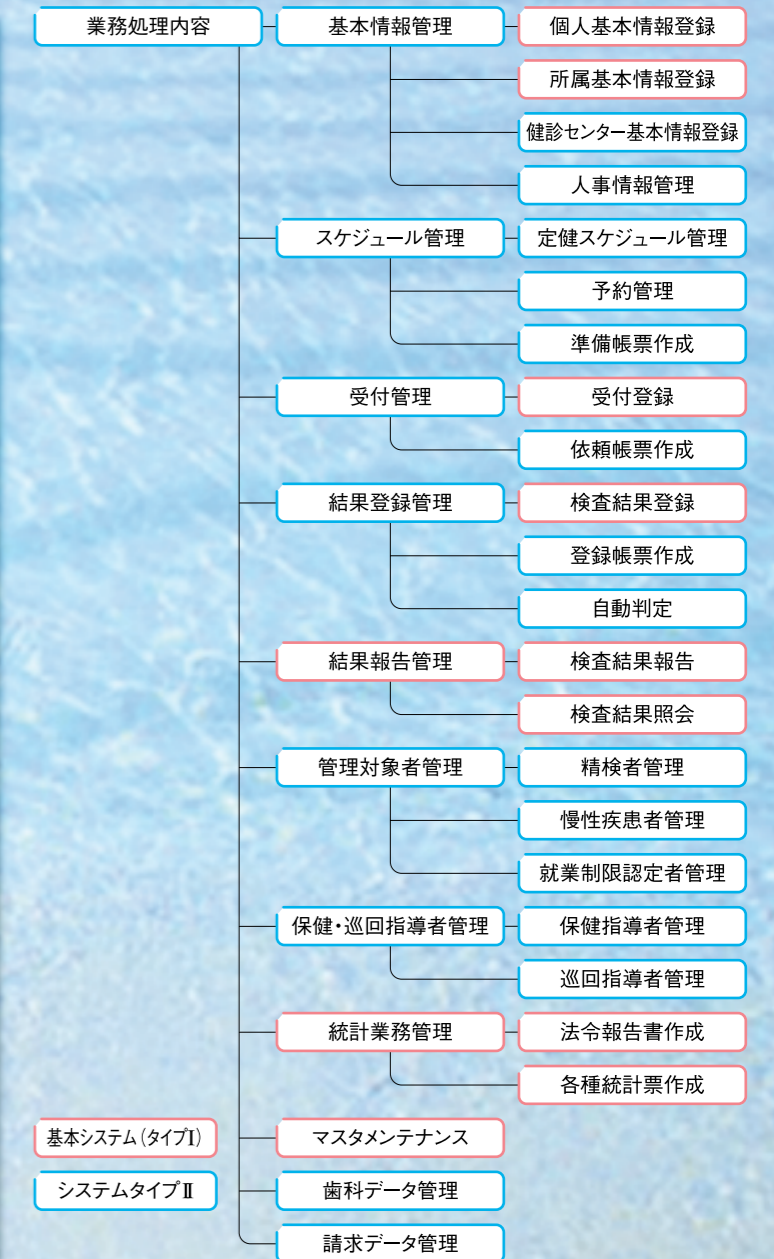 業務処理内容
基本情報管理
個人基本情報登録
所属基本情報登録
健診センター基本情報登録
人事情報管理
スケジュール管理
定健スケジュール管理
予約管理
準備帳票作成
受付管理
受付登録
依頼帳票作成
結果登録管理
検査結果登録
登録帳票作成
自動判定
結果報告管理
検査結果報告
検査結果照会
管理対象者管理
精検者管理
慢性疾患者管理
就業制限認定者管理
保健・巡回指導者管理
保健指導者管理
巡回指導者管理
統計業務管理
法令報告書作成
各種統計票作成
基本システム（タイプⅠ）
マスタメンテナンス
システムタイプⅡ
歯科データ管理
請求データ管理